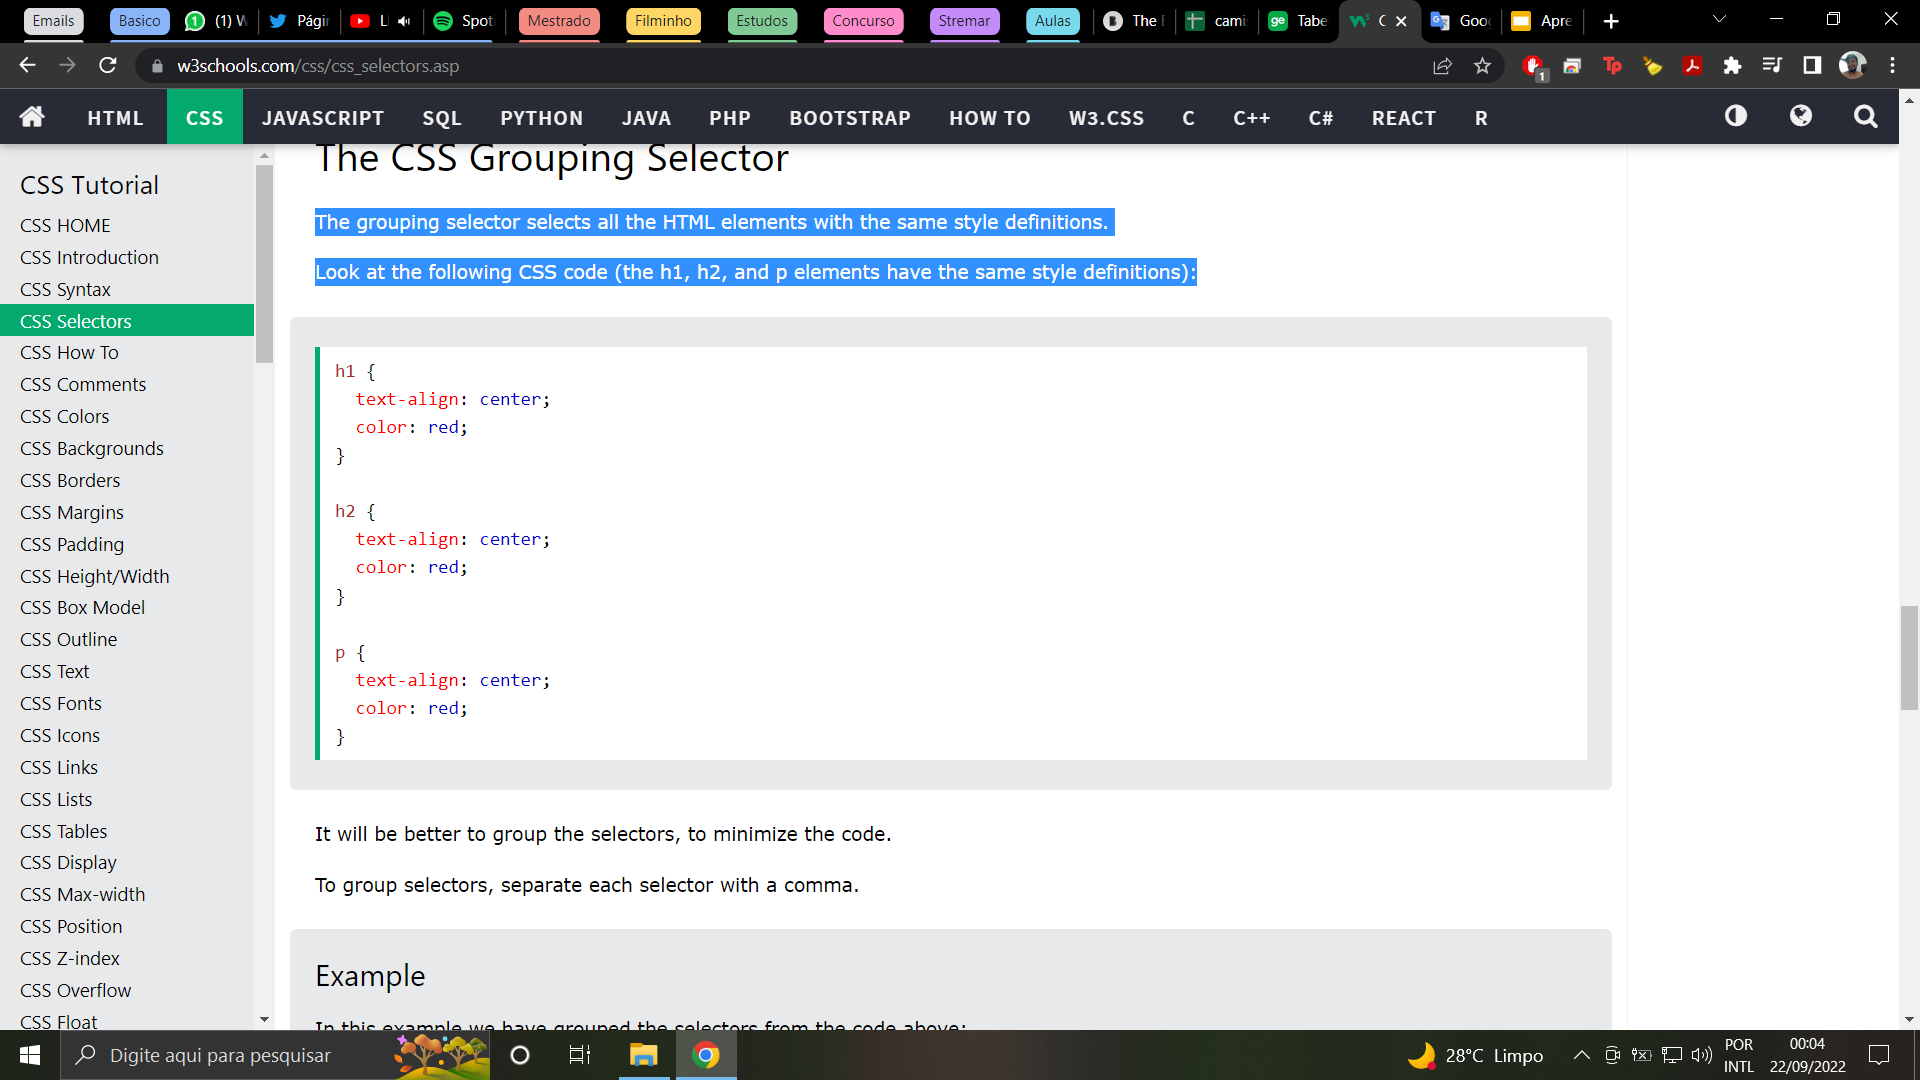 Emails Basico (1) W Págin LI Spoti Mestrado Filminho Estudos Concurso Stremar Aulas The E camis Tabe C Goog Apre
w3schools.com/css/css_selectors.asp
1
HTML CSS JAVASCRIPT SQL PYTHON JAVA PHP BOOTSTRAP HOW TO W3.CSS C C++ C# REACT R
CSS Tutorial
CSS HOME
CSS Introduction
CSS Syntax
CSS Selectors
CSS How To
CSS Comments
CSS Colors
CSS Backgrounds
CSS Borders
CSS Margins
CSS Padding
CSS Height/Width
CSS Box Model
CSS Outline
CSS Text
CSS Fonts
CSS Icons
CSS Links
CSS Lists
CSS Tables
CSS Display
CSS Max-width
CSS Position
CSS Z-index
CSS Overflow
CSS Float
The CSS Grouping Selector
The grouping selector selects all the HTML elements with the same style definitions.
Look at the following CSS code (the h1, h2, and p elements have the same style definitions):
h1 {
text-align: center;
color: red;
}
h2 {
text-align: center;
color: red;
}
p {
text-align: center;
color: red;
}
It will be better to group the selectors, to minimize the code.
To group selectors, separate each selector with a comma.
Example
In this example we have grouped the selectors from the code above:
Digite aqui para pesquisar
28°C Limpo
POR
INTL
00:04
22/09/2022